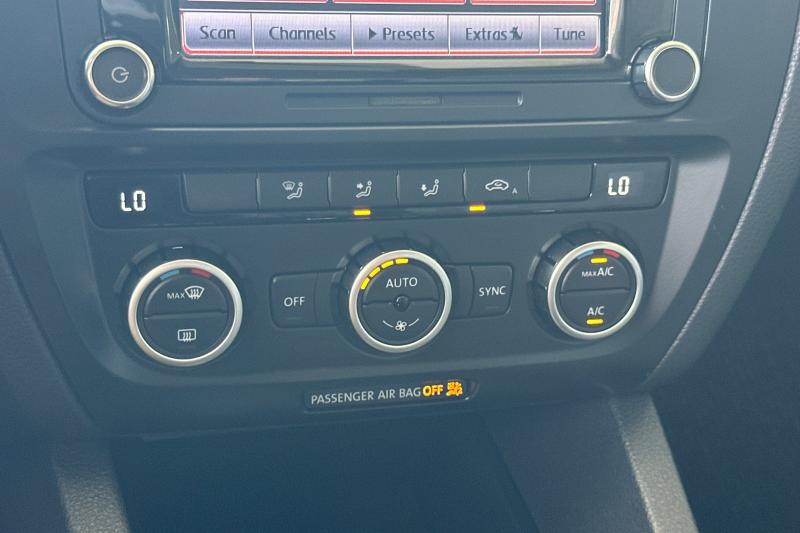 Scan Channels Presets Extras Tune
LO LO
A
MAX OFF AUTO SYNC MAX A/C
A/C
PASSENGER AIR BAG OFF